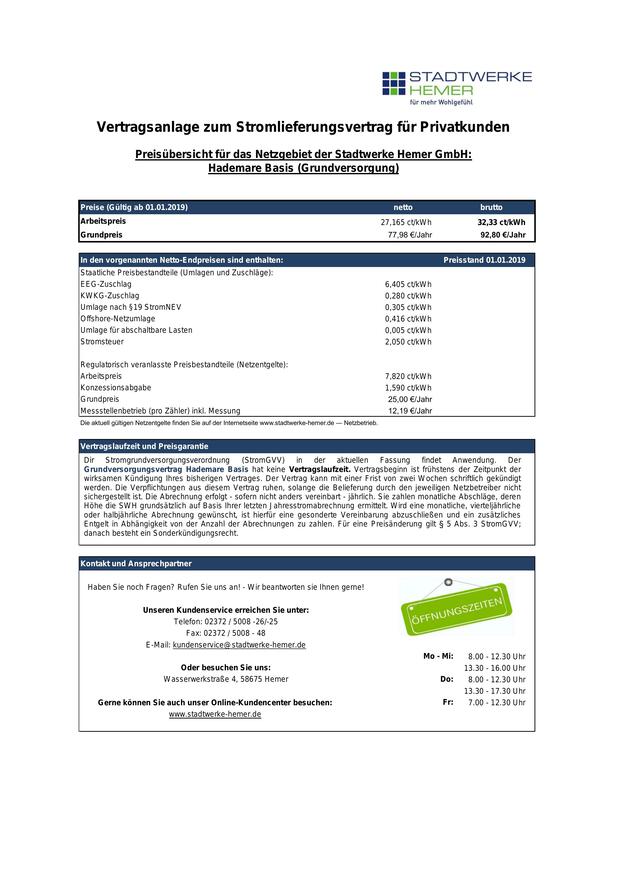 STADTWERKE
HEMER
für mehr Wohlgefühl
Vertragsanlage zum Stromlieferungsvertrag für Privatkunden
Preisübersicht für das Netzgebiet der Stadtwerke Hemer GmbH:
Hademare Basis (Grundversorgung)
Preise (Gültig ab 01.01.2019) netto brutto
Arbeitspreis 27,165 ct/kWh 32,33 ct/kWh
Grundpreis 77,98 €/Jahr 92,80 €/Jahr
In den vorgenannten Netto-Endpreisen sind enthalten: Preisstand 01.01.2019
Staatliche Preisbestandteile (Umlagen und Zuschläge):
EEG-Zuschlag 6,405 ct/kWh
KWKG-Zuschlag 0,280 ct/kWh
Umlage nach §19 StromNEV 0,305 ct/kWh
Offshore-Netzumlage 0,416 ct/kWh
Umlage für abschaltbare Lasten 0,005 ct/kWh
Stromsteuer 2,050 ct/kWh
Regulatorisch veranlasste Preisbestandteile (Netzentgelte):
Arbeitspreis 7,820 ct/kWh
Konzessionsabgabe 1,590 ct/kWh
Grundpreis 25,00 €/Jahr
Messstellenbetrieb (pro Zähler) inkl. Messung 12,19 €/Jahr
Die aktuell gültigen Netzentgelte finden Sie auf der Internetseite www.stadtwerke-hemer.de — Netzbetrieb.
Vertragslaufzeit und Preisgarantie
Dir Stromgrundversorgungsverordnung (StromGVV) in der aktuellen Fassung findet Anwendung. Der
Grundversorgungsvertrag Hademare Basis hat keine Vertragslaufzeit. Vertragsbeginn ist frühstens der Zeitpunkt der
wirksamen Kündigung Ihres bisherigen Vertrages. Der Vertrag kann mit einer Frist von zwei Wochen schriftlich gekündigt
werden. Die Verpflichtungen aus diesem Vertrag ruhen, solange die Belieferung durch den jeweiligen Netzbetreiber nicht
sichergestellt ist. Die Abrechnung erfolgt - sofern nicht anders vereinbart - jährlich. Sie zahlen monatliche Abschläge, deren
Höhe die SWH grundsätzlich auf Basis Ihrer letzten Jahresstromabrechnung ermittelt. Wird eine monatliche, vierteljährliche
oder halbjährliche Abrechnung gewünscht, ist hierfür eine gesonderte Vereinbarung abzuschließen und ein zusätzliches
Entgelt in Abhängigkeit von der Anzahl der Abrechnungen zu zahlen. Für eine Preisänderung gilt § 5 Abs. 3 StromGVV;
danach besteht ein Sonderkündigungsrecht.
Kontakt und Ansprechpartner
Haben Sie noch Fragen? Rufen Sie uns an! - Wir beantworten sie Ihnen gerne!
ÖFFNUNGSZEITEN
Unseren Kundenservice erreichen Sie unter:
Telefon: 02372 / 5008 -26/-25
Fax: 02372 / 5008 - 48
E-Mail: kundenservice@stadtwerke-hemer.de
Oder besuchen Sie uns:
Wasserwerkstraße 4, 58675 Hemer
Gerne können Sie auch unser Online-Kundencenter besuchen:
www.stadtwerke-hemer.de
Mo - Mi: 8.00 - 12.30 Uhr
13.30 - 16.00 Uhr
Do: 8.00 - 12.30 Uhr
13.30 - 17.30 Uhr
Fr: 7.00 - 12.30 Uhr